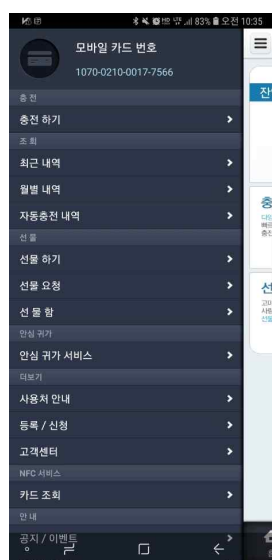 83% 오전 10:35
모바일 카드 번호
1070-0210-0017-7566
충 전
충전 하기
조 회
최근 내역
월별 내역
자동충전 내역
선 물
선물 하기
선물 요청
선 물 함
안심 귀가
안심 귀가 서비스
더보기
사용처 안내
등록 / 신청
고객센터
NFC 서비스
카드 조회
안 내
공지 / 이벤트